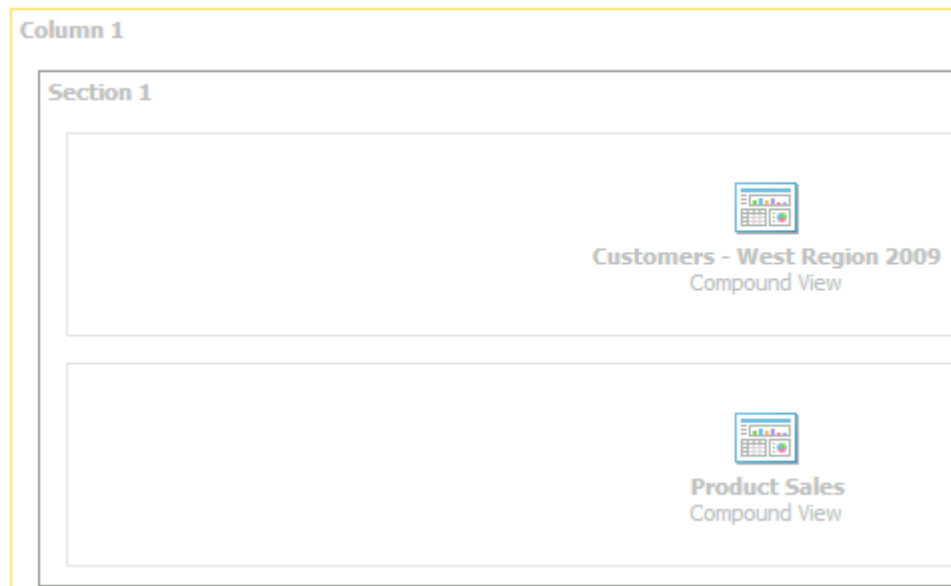 Column 1
Section 1
Customers - West Region 2009
Compound View
Product Sales
Compound View